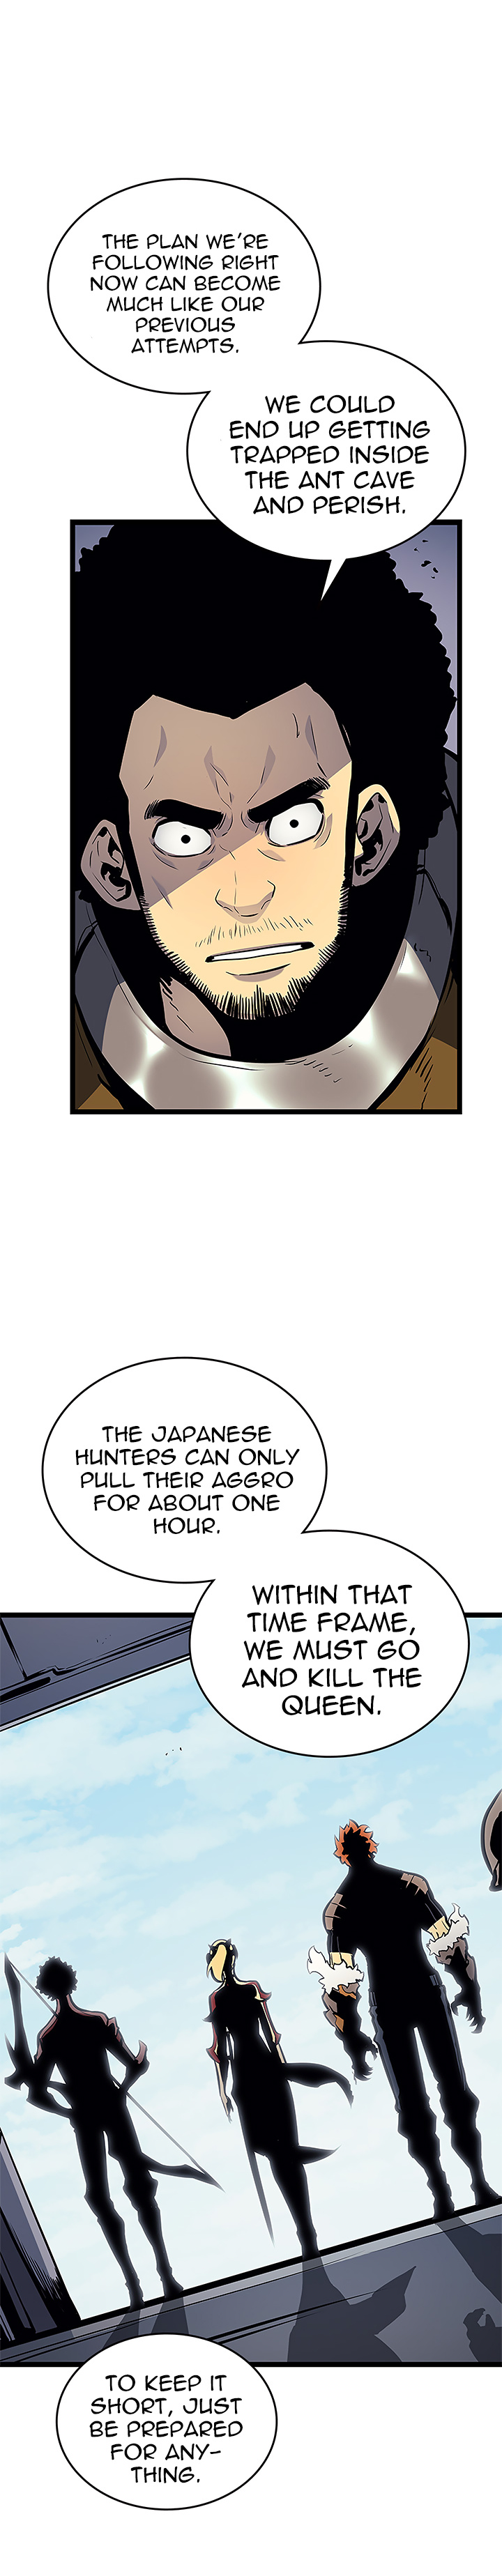 THE PLAN WE'RE
FOLLOWING RIGHT
NOW CAN BECOME
MUCH LIKE OUR
PREVIOUS
ATTEMPTS.
WE COULD
END UP GETTING
TRAPPED INSIDE
THE ANT CAVE
AND PERISH.
THE JAPANESE
HUNTERS CAN ONLY
PULL THEIR AGGRO
FOR ABOUT ONE
HOUR.
WITHIN THAT
TIME FRAME,
WE MUST GO
AND KILL THE
QUEEN.
TO KEEP IT
SHORT, JUST
BE PREPARED
FOR ANY-
THING.